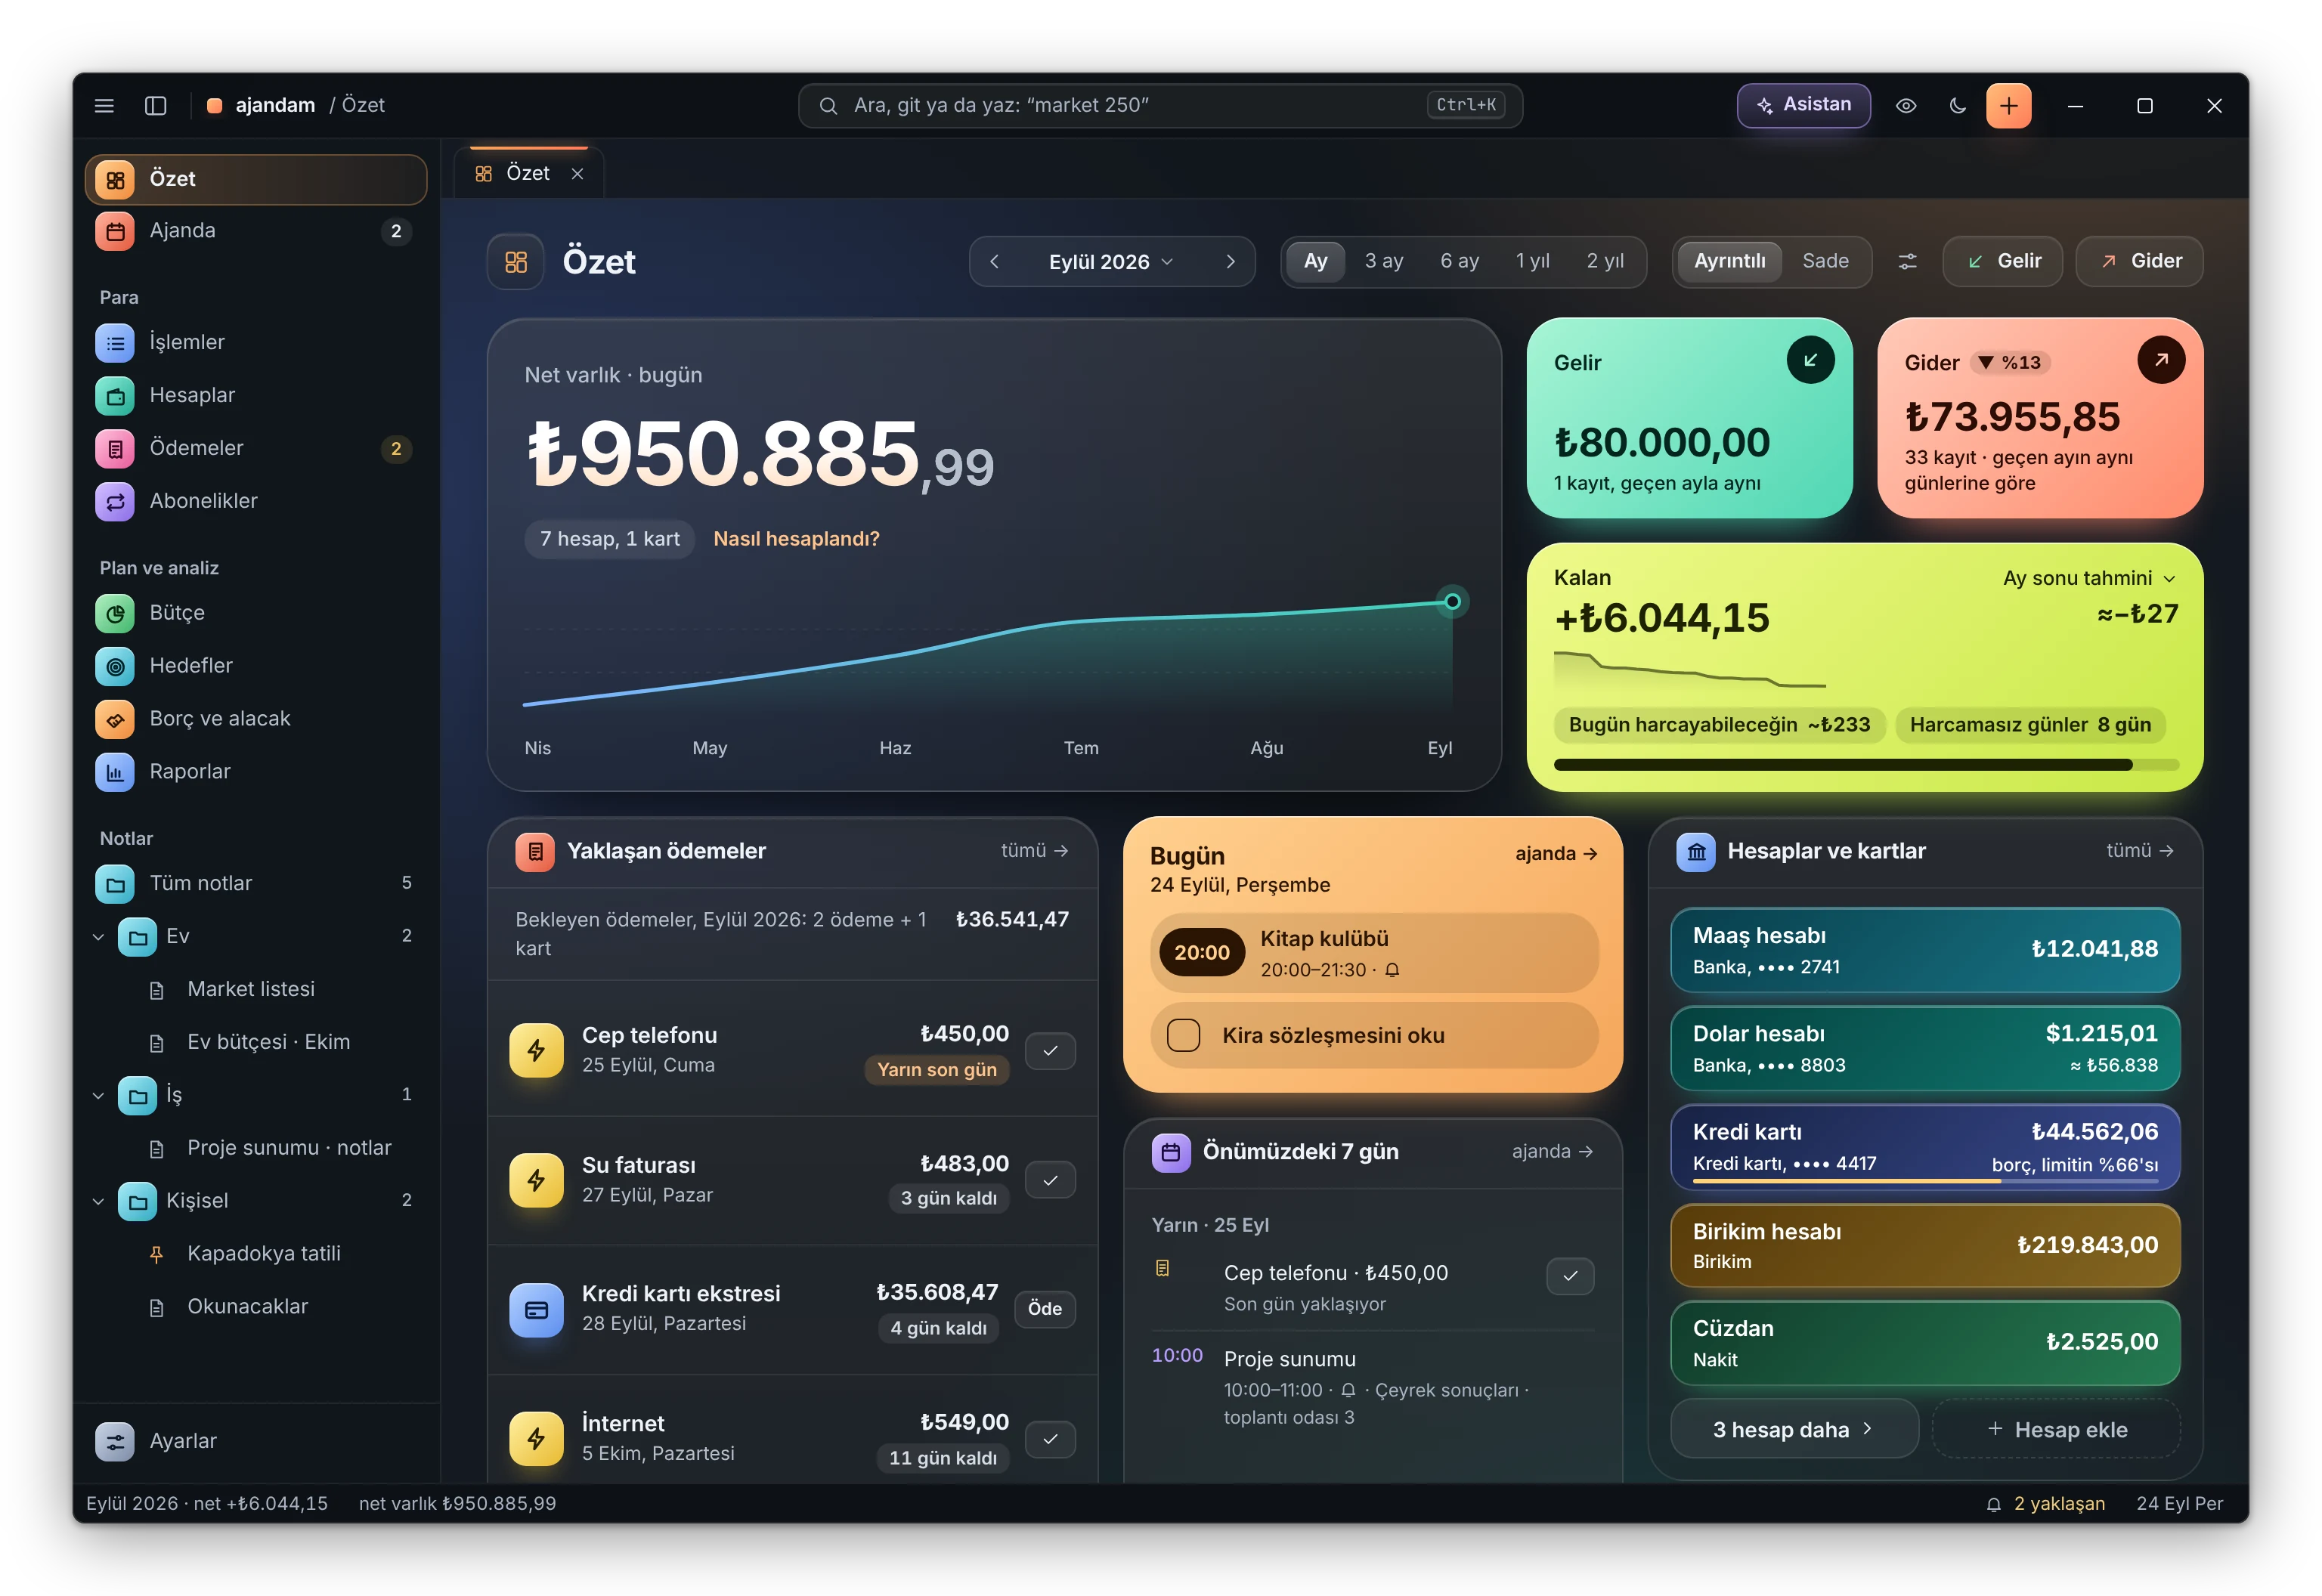 ajandam / Özet
Ara, git ya da yaz: “market 250”
Ctrl+K
Asistan
Özet
Ajanda 2
Para
İşlemler
Hesaplar
Ödemeler 2
Abonelikler
Plan ve analiz
Bütçe
Hedefler
Borç ve alacak
Raporlar
Notlar
Tüm notlar 5
Ev 2
Market listesi
Ev bütçesi · Ekim
İş 1
Proje sunumu · notlar
Kişisel 2
Kapadokya tatili
Okunacaklar
Ayarlar
Özet
Özet
Eylül 2026
Ay 3 ay 6 ay 1 yıl 2 yıl
Ayrıntılı Sade
Gelir
Gider
Net varlık · bugün
₺950.885,99
7 hesap, 1 kart Nasıl hesaplandı?
Nis May Haz Tem Ağu Eyl
Gelir
₺80.000,00
1 kayıt, geçen ayla aynı
Gider ▼ %13
₺73.955,85
33 kayıt · geçen ayın aynı
günlerine göre
Kalan
+₺6.044,15
Ay sonu tahmini
≈−₺27
Bugün harcayabileceğin ~₺233
Harcamasız günler 8 gün
Yaklaşan ödemeler tümü →
Bekleyen ödemeler, Eylül 2026: 2 ödeme + 1 ₺36.541,47
kart
Cep telefonu ₺450,00
25 Eylül, Cuma Yarın son gün
Su faturası ₺483,00
27 Eylül, Pazar 3 gün kaldı
Kredi kartı ekstresi ₺35.608,47
28 Eylül, Pazartesi 4 gün kaldı
Öde
İnternet ₺549,00
5 Ekim, Pazartesi 11 gün kaldı
Bugün ajanda →
24 Eylül, Perşembe
20:00
Kitap kulübü
20:00–21:30 ·
Kira sözleşmesini oku
Önümüzdeki 7 gün ajanda →
Yarın · 25 Eyl
Cep telefonu · ₺450,00
Son gün yaklaşıyor
10:00 Proje sunumu
10:00–11:00 · · Çeyrek sonuçları ·
toplantı odası 3
Hesaplar ve kartlar tümü →
Maaş hesabı ₺12.041,88
Banka, •••• 2741
Dolar hesabı $1.215,01
Banka, •••• 8803 ≈ ₺56.838
Kredi kartı ₺44.562,06
Kredi kartı, •••• 4417 borç, limitin %66'sı
Birikim hesabı ₺219.843,00
Birikim
Cüzdan ₺2.525,00
Nakit
3 hesap daha
+ Hesap ekle
Eylül 2026 · net +₺6.044,15 net varlık ₺950.885,99
2 yaklaşan 24 Eyl Per